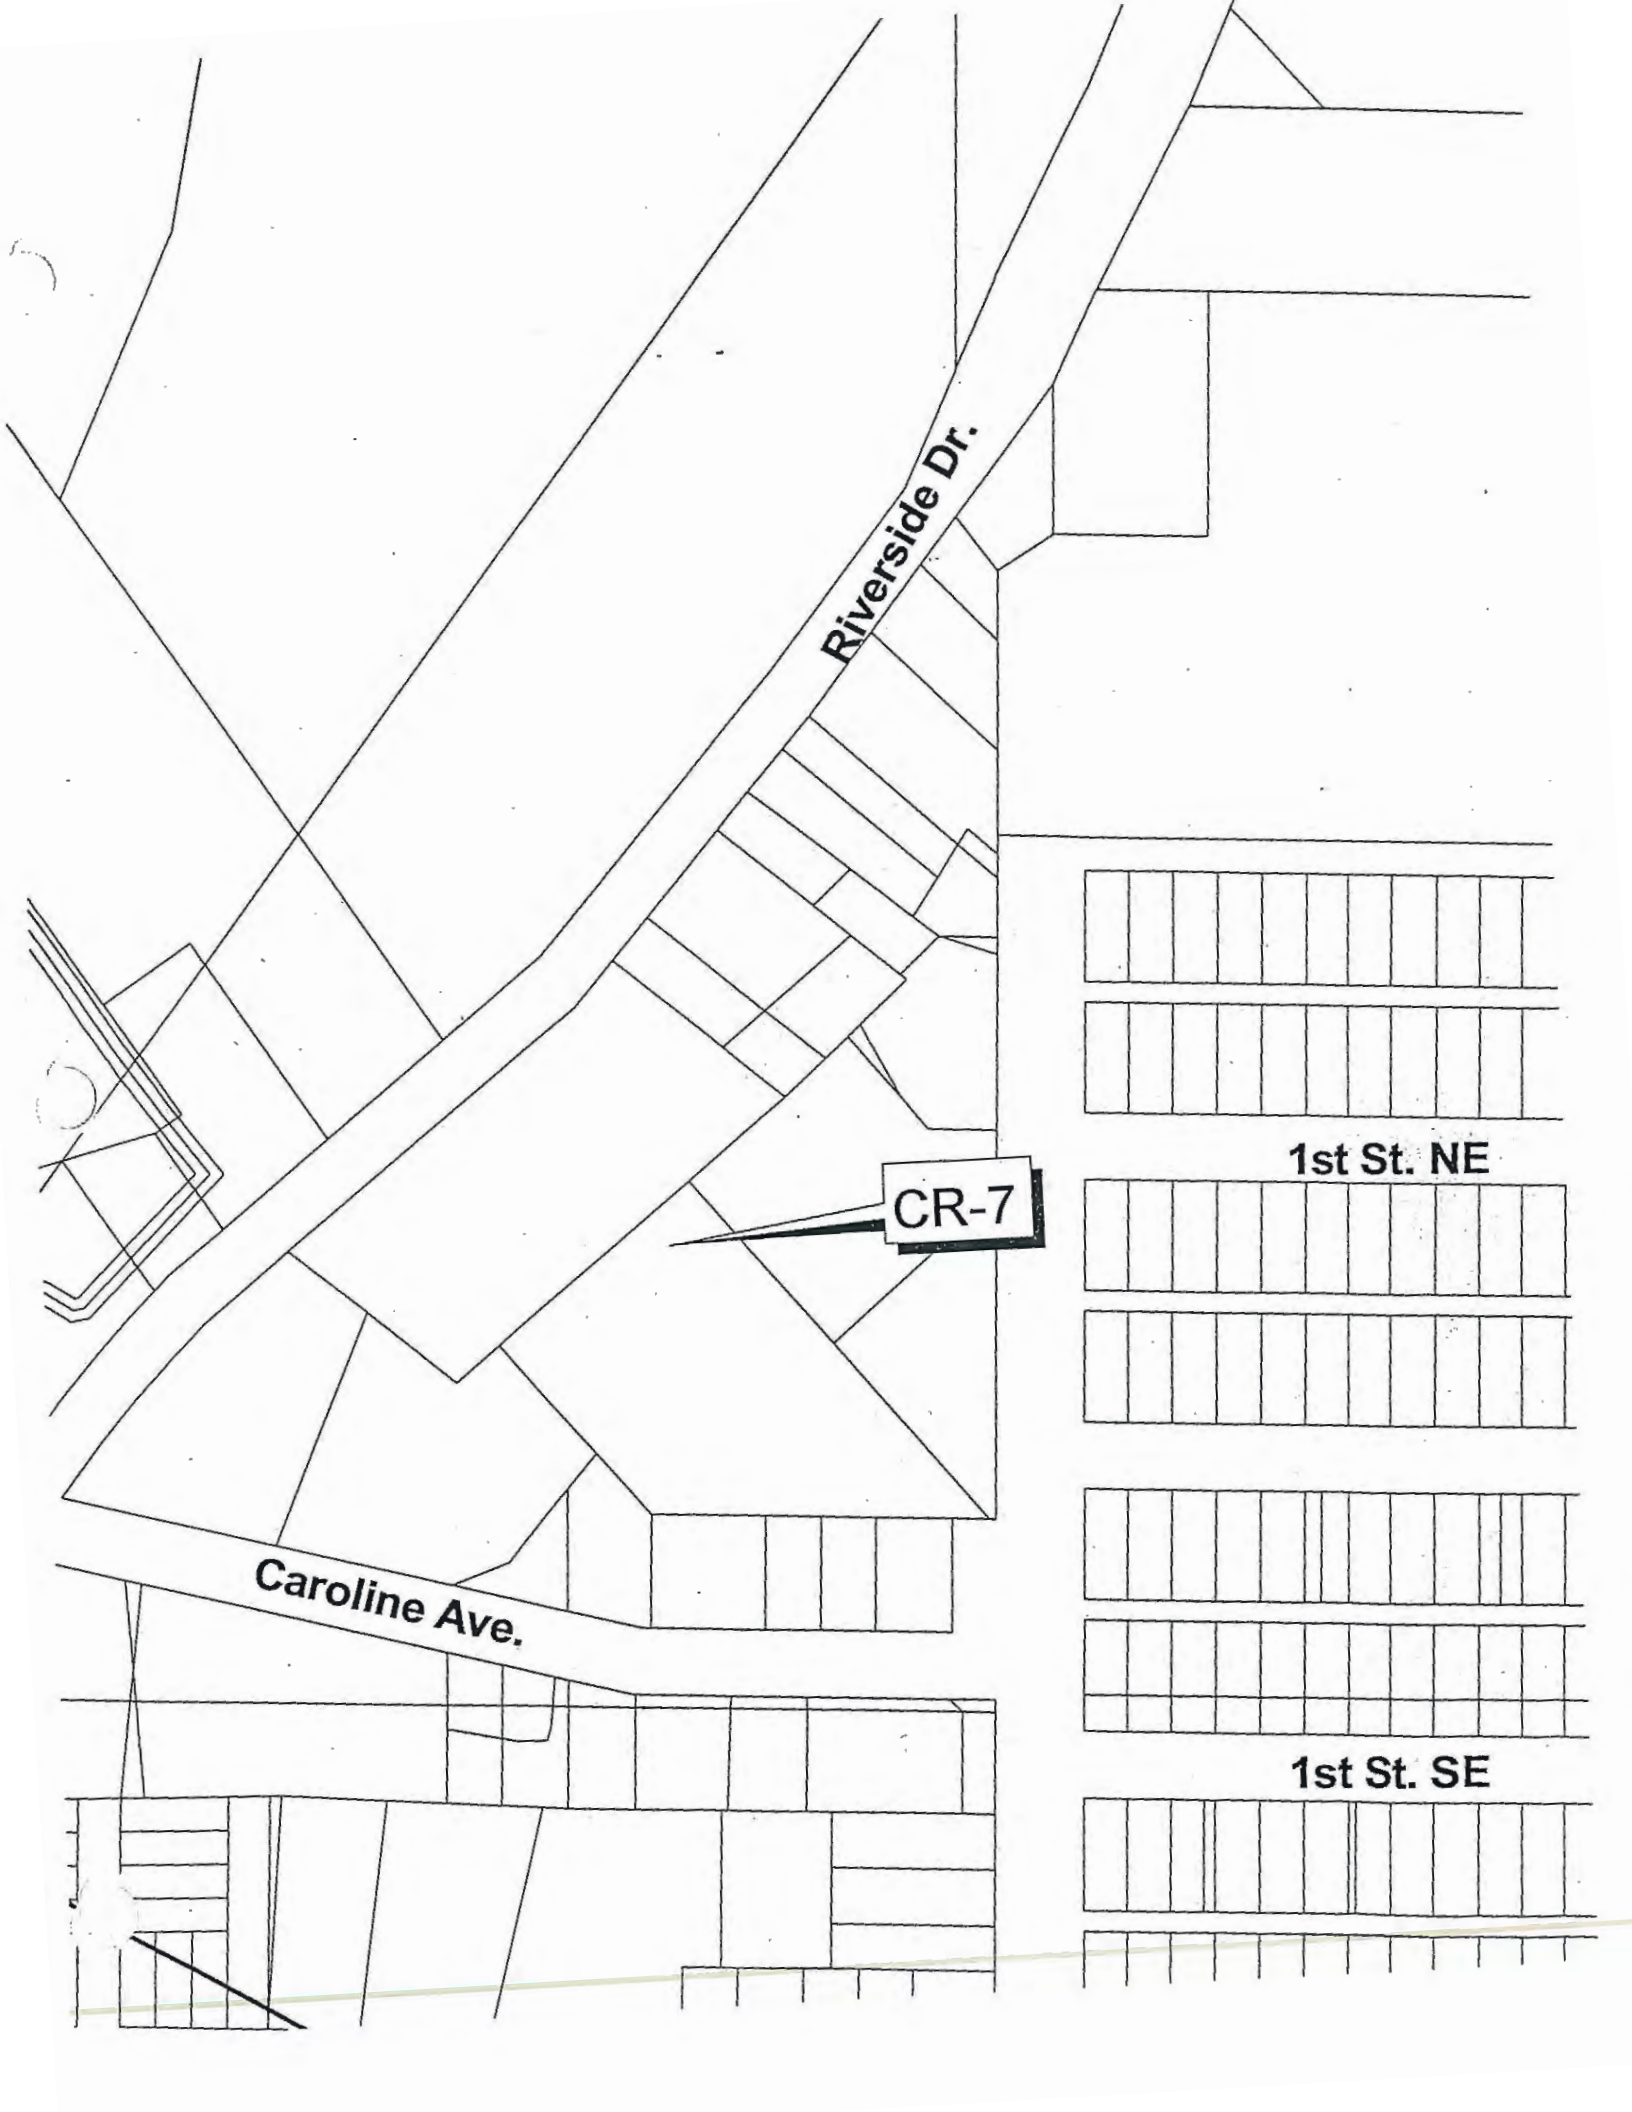 Riverside Dr.
1st St. NE
CR-7
Caroline Ave.
1st St. SE